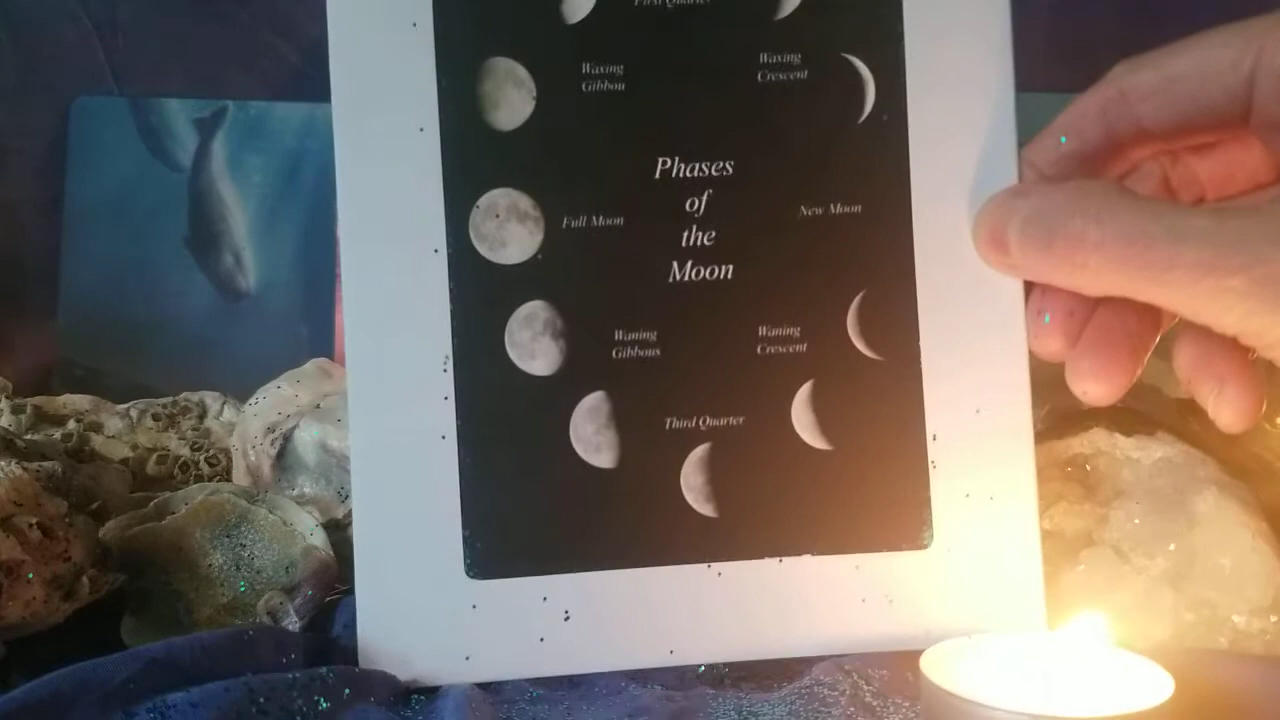 First Quarter
Waxing
Gibbou
Waxing
Crescent
Phases
of
the
Moon
Full Moon
New Moon
Waning
Gibbous
Waning
Crescent
Third Quarter